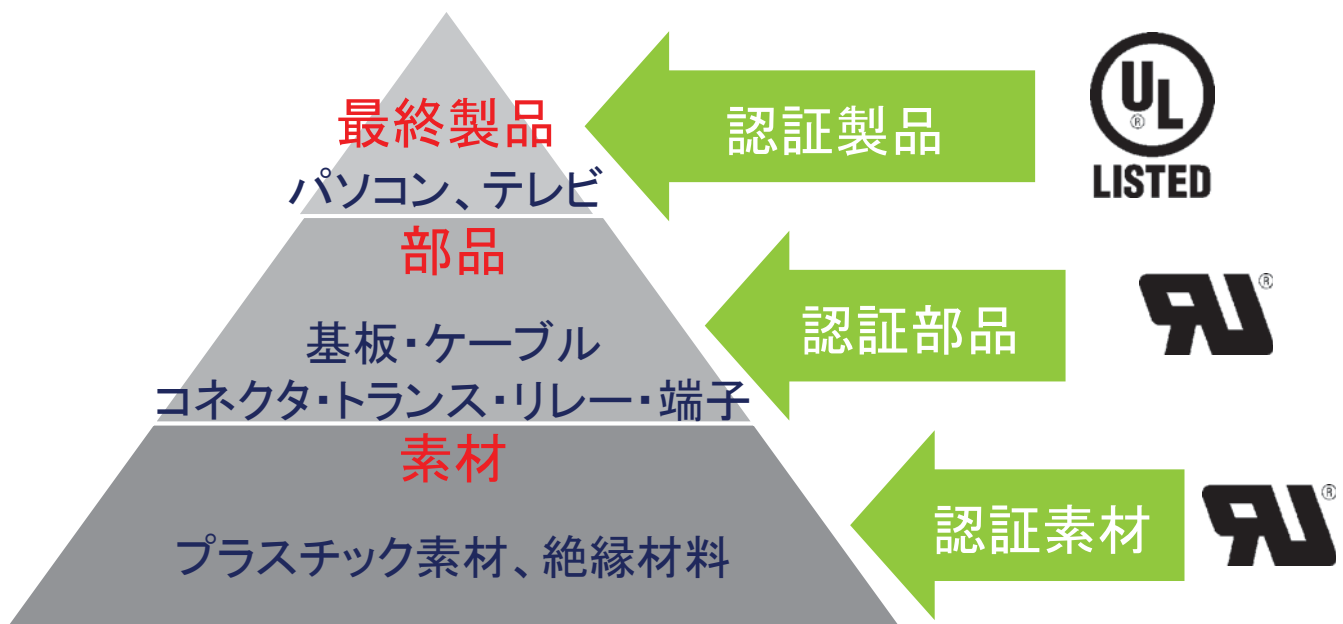 最終製品
パソコン、テレビ
認証製品
UL
®
LISTED
部品
基板・ケーブル
コネクタ・トランス・リレー・端子
認証部品
RU®
素材
プラスチック素材、絶縁材料
認証素材
RU®